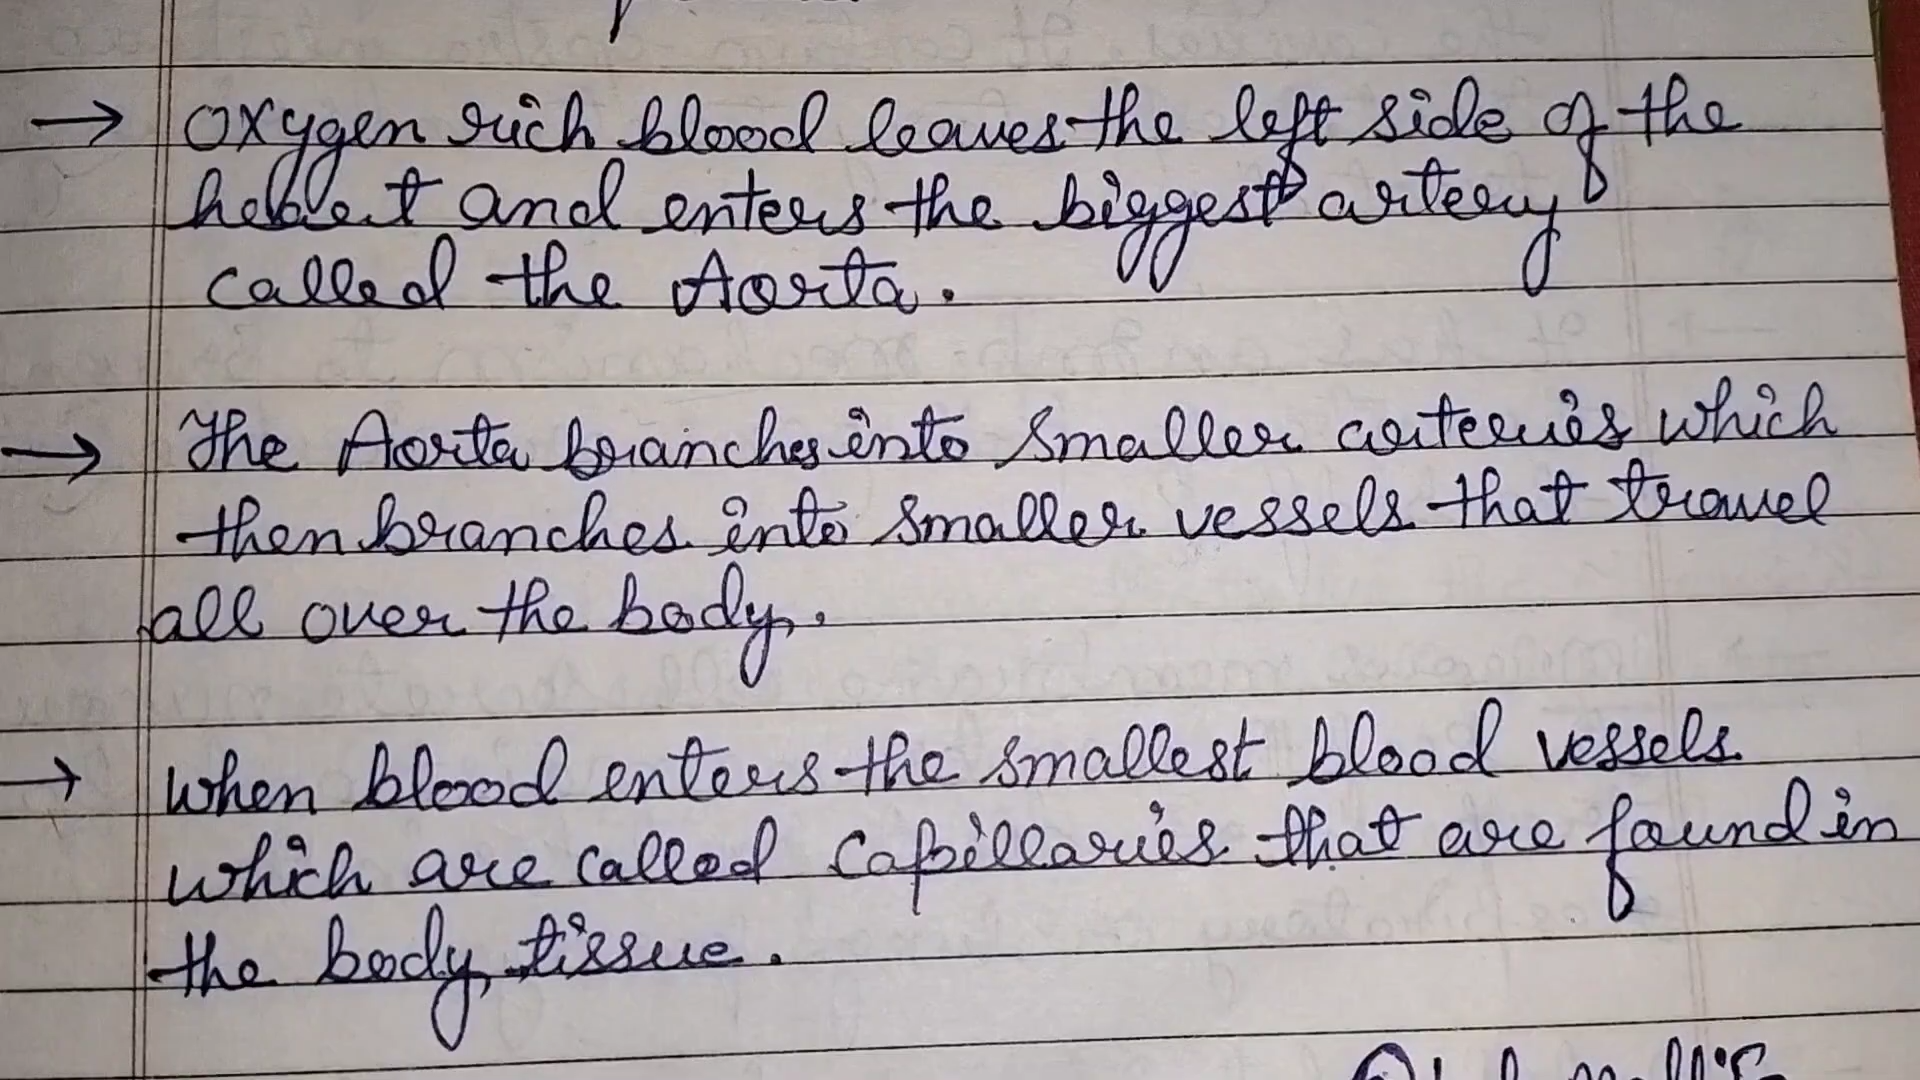 → Oxygen rich blood leaves the left side of the
heart and enters the biggest artery
called the Aorta.
→ The Aorta branches into smaller arteries which
then branches into smaller vessels that travel
all over the body.
→ when blood enters the smallest blood vessels
which are called capillaries that are found in
the body tissue.